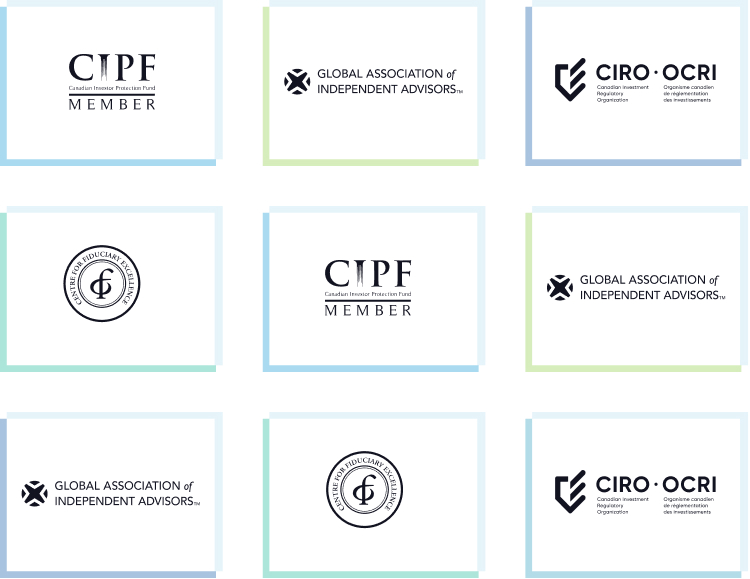 CIPF
Canadian Investor Protection Fund
MEMBER
GLOBAL ASSOCIATION of
INDEPENDENT ADVISORS™
CIRO · OCRI
Canadian Investment
Regulatory
Organization
Organisme canadien
de réglementation
des investissements
CENTRE FOR FIDUCIARY EXCELLENCE
cf
CIPF
Canadian Investor Protection Fund
MEMBER
GLOBAL ASSOCIATION of
INDEPENDENT ADVISORS™
GLOBAL ASSOCIATION of
INDEPENDENT ADVISORS™
CENTRE FOR FIDUCIARY EXCELLENCE
cf
CIRO · OCRI
Canadian Investment
Regulatory
Organization
Organisme canadien
de réglementation
des investissements